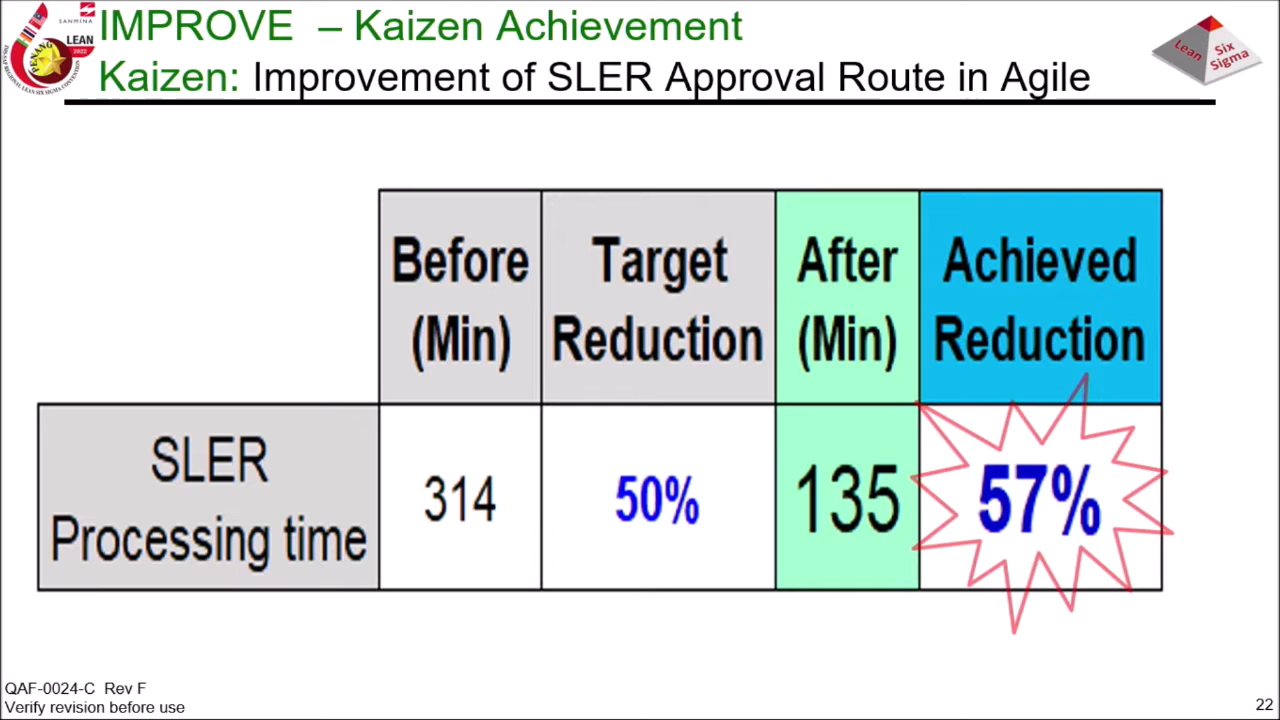 SANMINA
PENANG
LEAN
2022
IMPROVE – Kaizen Achievement
Kaizen: Improvement of SLER Approval Route in Agile
Lean
Six
Sigma
Before
(Min)
Target
Reduction
After
(Min)
Achieved
Reduction
SLER
Processing time
314
50%
135
57%
QAF-0024-C Rev F
Verify revision before use
22